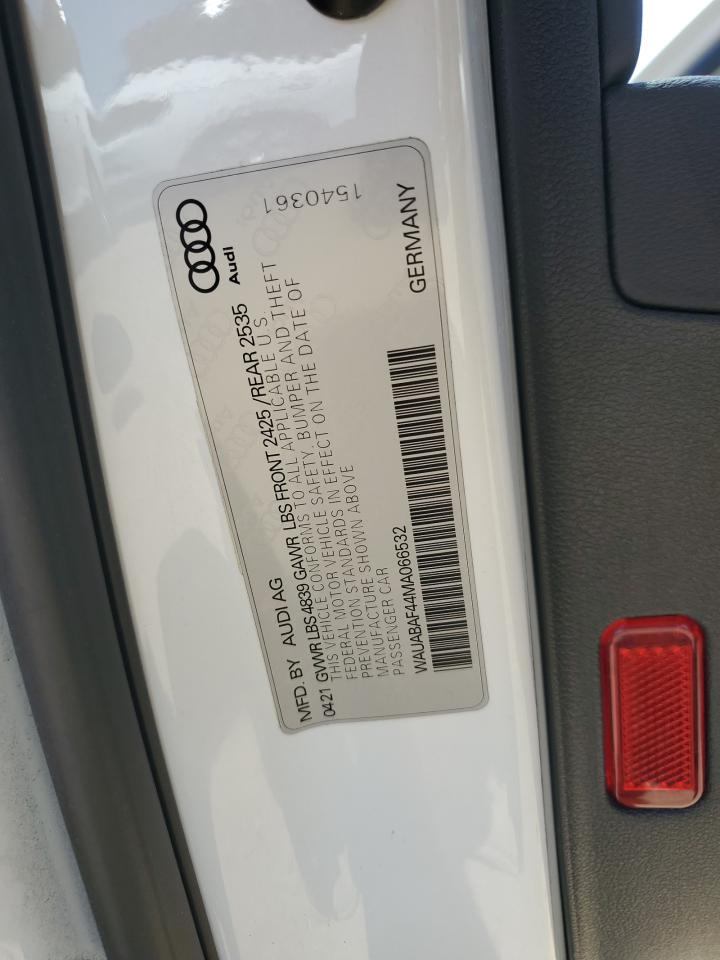 MFD. BY AUDI AG
Audi
0421 GVWR LBS 4839 GAWR LBS FRONT 2425 /REAR 2535
THIS VEHICLE CONFORMS TO ALL APPLICABLE U.S.
FEDERAL MOTOR VEHICLE SAFETY, BUMPER AND THEFT
PREVENTION STANDARDS IN EFFECT ON THE DATE OF
MANUFACTURE SHOWN ABOVE
PASSENGER CAR
WAUABAF44MA066532
GERMANY
1540361